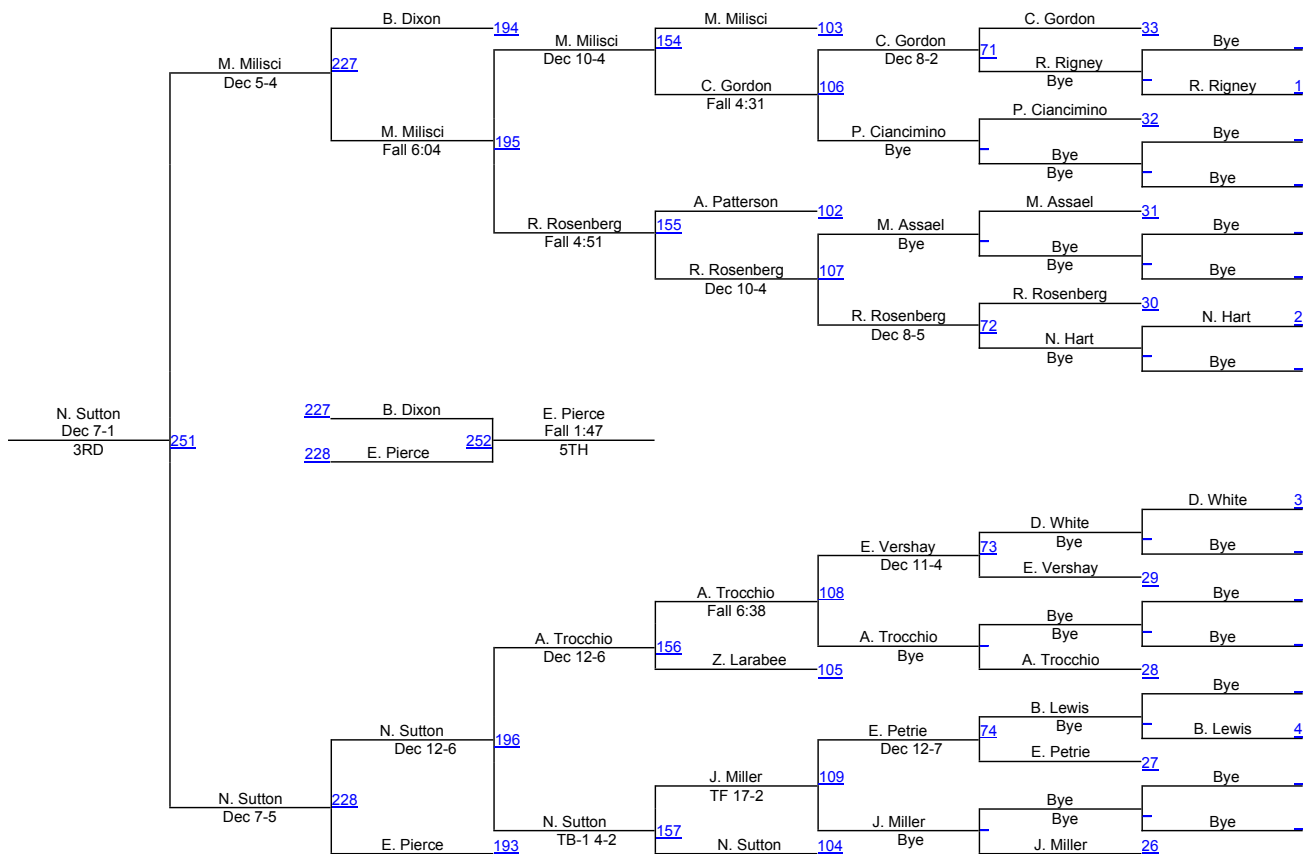 B. Dixon 194 M. Milisci 103 C. Gordon 33
Bye
M. Milisci 154 C. Gordon 71
Dec 10-4 Dec 8-2
M. Milisci 227 R. Rigney
Dec 5-4 Bye
C. Gordon 106 R. Rigney 1
Fall 4:31
P. Ciancimino 32
M. Milisci 195 P. Ciancimino Bye
Fall 6:04 Bye
Bye
Bye
Bye
A. Patterson 102 M. Assael 31
R. Rosenberg 155 M. Assael Bye
Fall 4:51 Bye
Bye
Bye
R. Rosenberg 107 Bye
Dec 10-4
R. Rosenberg 30
R. Rosenberg 72 N. Hart 2
Dec 8-5
N. Hart
Bye
Bye
N. Sutton 227 B. Dixon E. Pierce
Dec 7-1 251 252 Fall 1:47
3RD 228 E. Pierce 5TH
D. White 3
D. White
Bye
E. Vershay 73 Bye
Dec 11-4
E. Vershay 29
A. Trocchio 108 Bye
Fall 6:38
Bye
Bye
A. Trocchio 156 A. Trocchio Bye
Dec 12-6 Bye
Z. Larabee 105 A. Trocchio 28
Bye
B. Lewis
Bye
N. Sutton 196 E. Petrie 74 B. Lewis 4
Dec 12-6 Dec 12-7
E. Petrie 27
J. Miller 109 Bye
TF 17-2
N. Sutton 228 Bye
Dec 7-5 Bye
N. Sutton 157 J. Miller Bye
TB-1 4-2 Bye
E. Pierce 193 N. Sutton 104 J. Miller 26